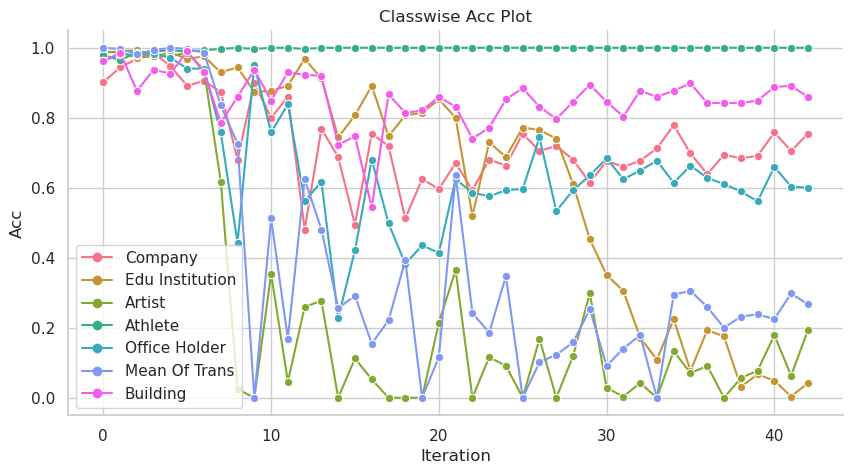 Classwise Acc Plot
1.0
0.8
0.6
0.4
0.2
0.0
Acc
Company
Edu Institution
Artist
Athlete
Office Holder
Mean Of Trans
Building
0
10
20
30
40
Iteration